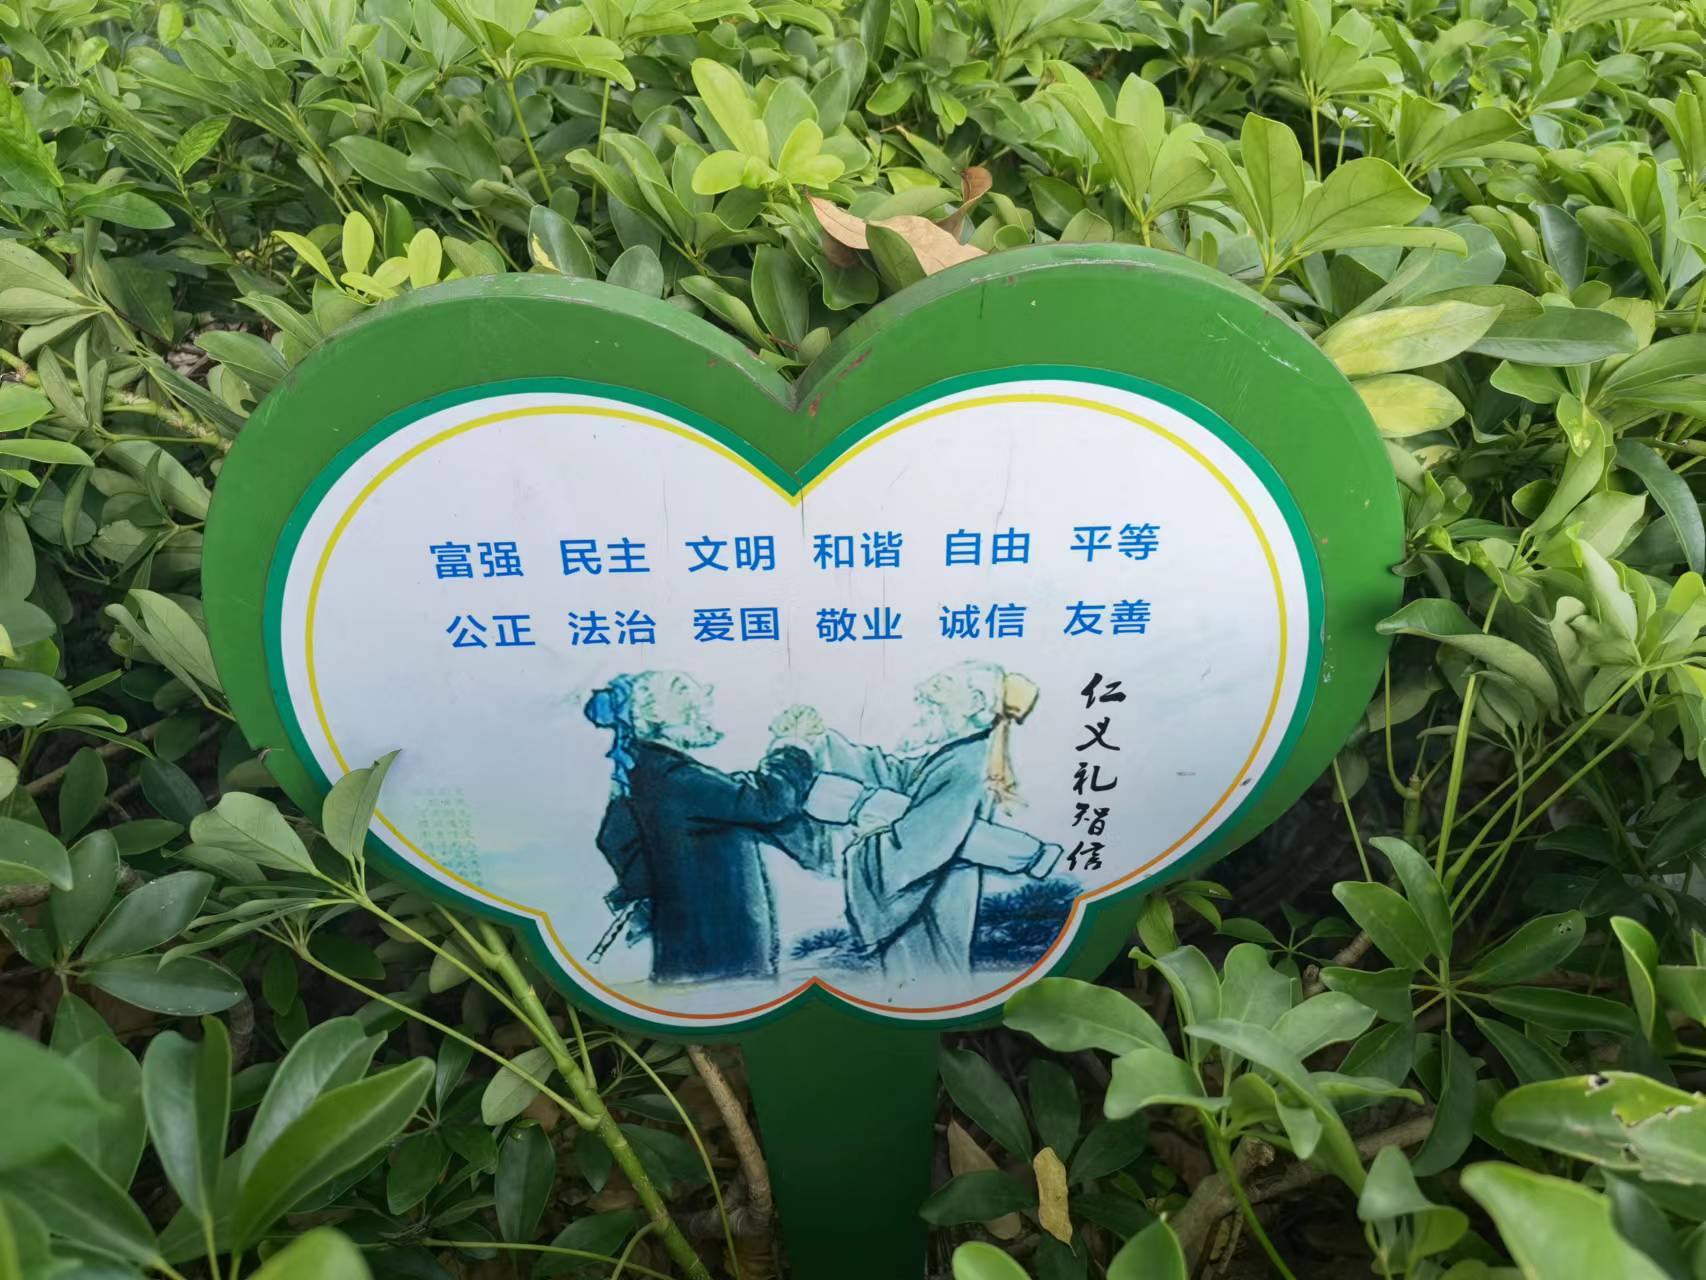 富强 民主 文明 和谐 自由 平等
公正 法治 爱国 敬业 诚信 友善
仁义礼智信